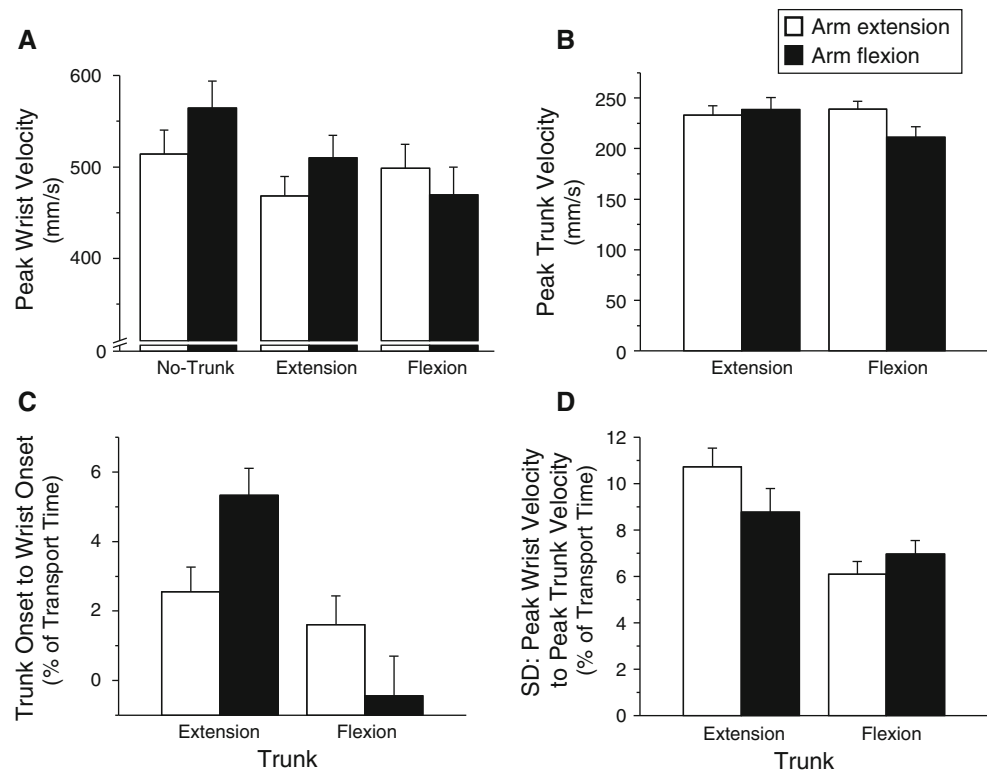 A
B
Arm extension
Arm flexion
Peak Wrist Velocity
(mm/s)
600
500
400
0
No-Trunk
Extension
Flexion
Peak Trunk Velocity
(mm/s)
250
200
150
100
50
0
Extension
Flexion
C
D
Trunk Onset to Wrist Onset
(% of Transport Time)
6
4
2
0
Extension
Flexion
Trunk
SD: Peak Wrist Velocity
to Peak Trunk Velocity
(% of Transport Time)
12
10
8
6
4
2
0
Extension
Flexion
Trunk